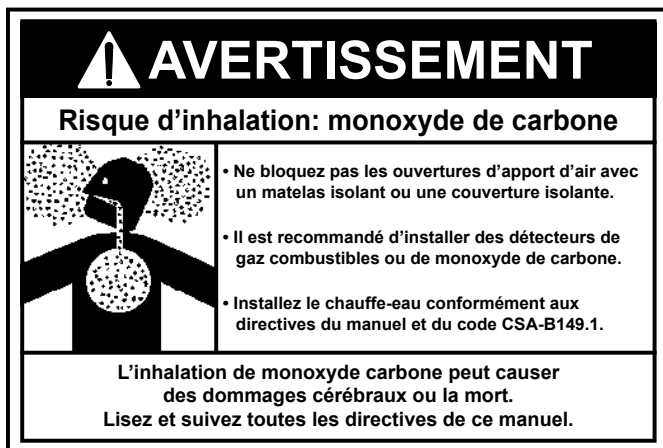 AVERTISSEMENT
Risque d’inhalation: monoxyde de carbone
• Ne bloquez pas les ouvertures d’apport d’air avec
un matelas isolant ou une couverture isolante.
• Il est recommandé d’installer des détecteurs de
gaz combustibles ou de monoxyde de carbone.
• Installez le chauffe-eau conformément aux
directives du manuel et du code CSA-B149.1.
L’inhalation de monoxyde carbone peut causer
des dommages cérébraux ou la mort.
Lisez et suivez toutes les directives de ce manuel.